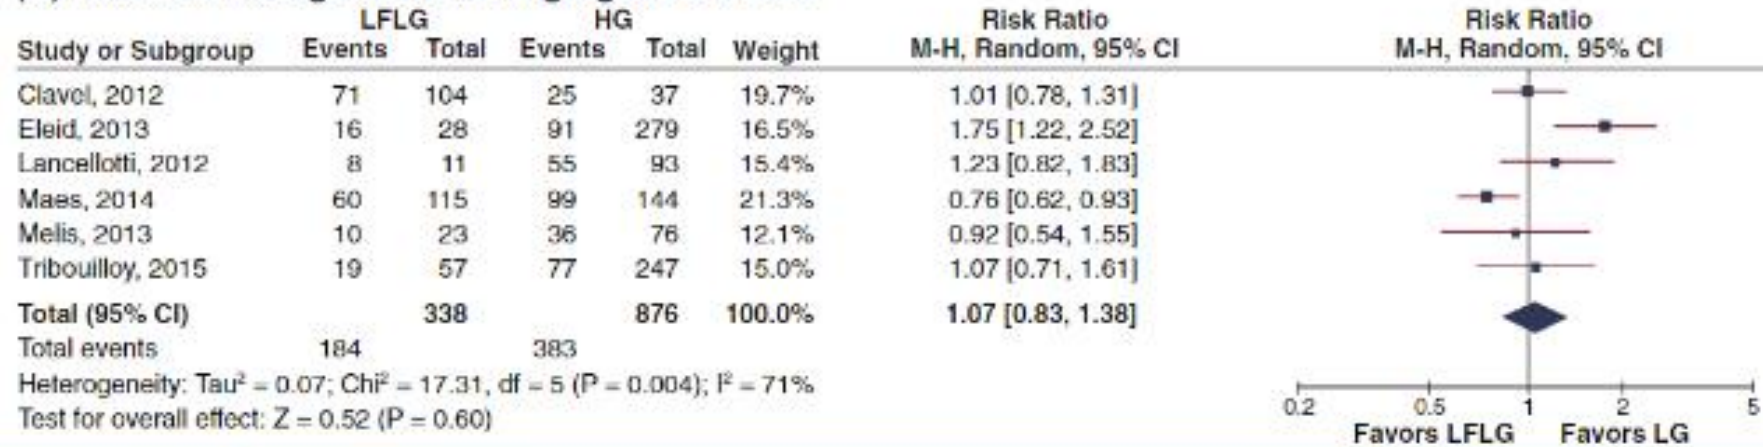 LFLG HG Risk Ratio Risk Ratio
Study or Subgroup Events Total Events Total Weight M-H, Random, 95% CI M-H, Random, 95% CI
Clavel, 2012 71 104 25 37 19.7% 1.01 [0.78, 1.31]
Eleid, 2013 16 28 91 279 16.5% 1.75 [1.22, 2.52]
Lancellotti, 2012 8 11 55 93 15.4% 1.23 [0.82, 1.83]
Maes, 2014 60 115 99 144 21.3% 0.76 [0.62, 0.93]
Melis, 2013 10 23 36 76 12.1% 0.92 [0.54, 1.55]
Tribouilloy, 2015 19 57 77 247 15.0% 1.07 [0.71, 1.61]
Total (95% CI) 338 876 100.0% 1.07 [0.83, 1.38]
Total events 184 383
Heterogeneity: Tau² = 0.07; Chi² = 17.31, df = 5 (P = 0.004); I² = 71%
Test for overall effect: Z = 0.52 (P = 0.60)
0.2 0.5 1 2 5
Favors LFLG Favors LG